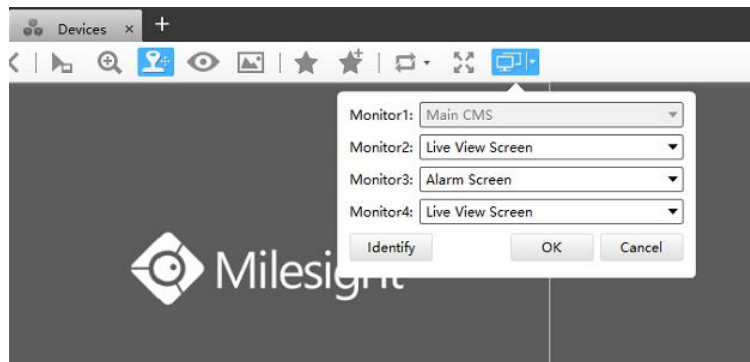 Devices × +
Monitor1: Main CMS
Monitor2: Live View Screen
Monitor3: Alarm Screen
Monitor4: Live View Screen
Identify OK Cancel
Milesight